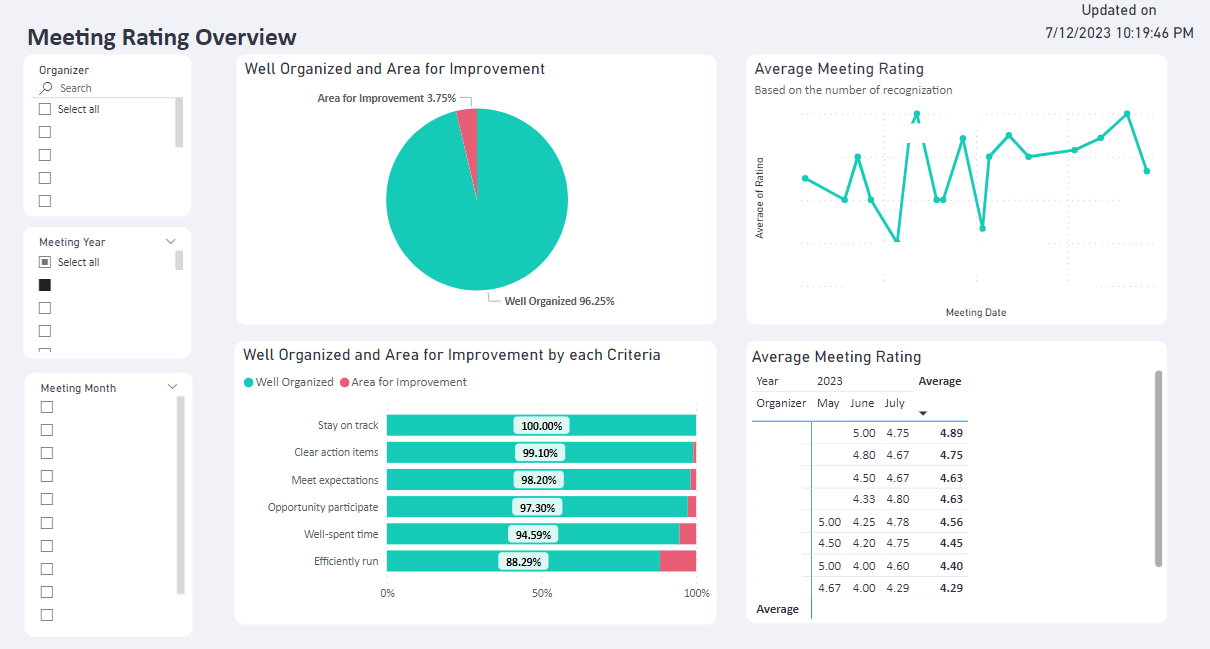 Updated on
7/12/2023 10:19:46 PM
Meeting Rating Overview
Organizer
Search
Select all
Meeting Year
Select all
Meeting Month
Well Organized and Area for Improvement
Area for Improvement 3.75%
Well Organized 96.25%
Average Meeting Rating
Based on the number of recognization
Average of Rating
Meeting Date
Well Organized and Area for Improvement by each Criteria
Well Organized Area for Improvement
Stay on track 100.00%
Clear action items 99.10%
Meet expectations 98.20%
Opportunity participate 97.30%
Well-spent time 94.59%
Efficiently run 88.29%
0% 50% 100%
Average Meeting Rating
Year 2023 Average
Organizer May June July
5.00 4.75 4.89
4.80 4.67 4.75
4.50 4.67 4.63
4.33 4.80 4.63
5.00 4.25 4.78 4.56
4.50 4.20 4.75 4.45
5.00 4.00 4.60 4.40
4.67 4.00 4.29 4.29
Average